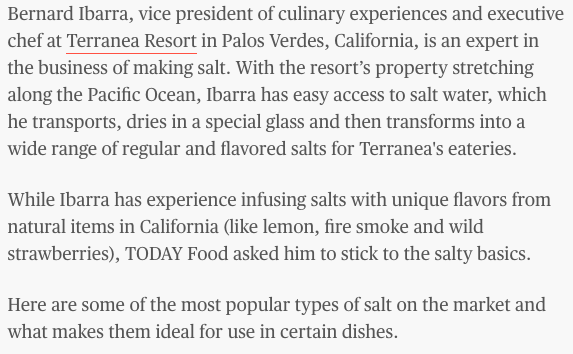 Bernard Ibarra, vice president of culinary experiences and executive
chef at Terranea Resort in Palos Verdes, California, is an expert in
the business of making salt. With the resort’s property stretching
along the Pacific Ocean, Ibarra has easy access to salt water, which
he transports, dries in a special glass and then transforms into a
wide range of regular and flavored salts for Terranea's eateries.
While Ibarra has experience infusing salts with unique flavors from
natural items in California (like lemon, fire smoke and wild
strawberries), TODAY Food asked him to stick to the salty basics.
Here are some of the most popular types of salt on the market and
what makes them ideal for use in certain dishes.